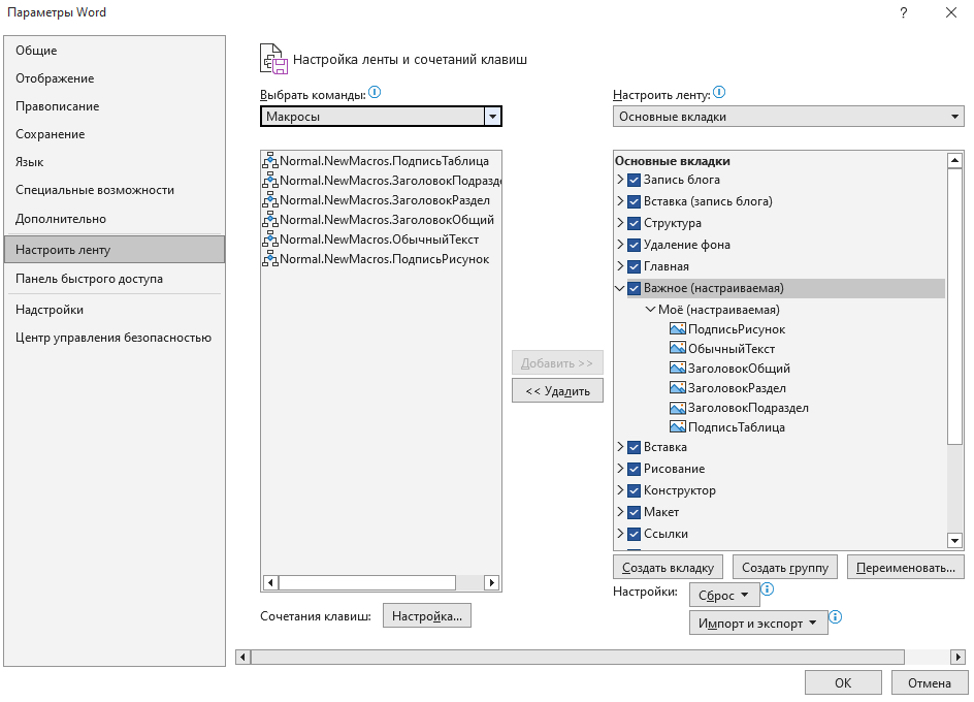 Параметры Word
?
Общие
Отображение
Правописание
Сохранение
Язык
Специальные возможности
Дополнительно
Настроить ленту
Панель быстрого доступа
Надстройки
Центр управления безопасностью
Настройка ленты и сочетаний клавиш
Выбрать команды:
Макросы
Normal.NewMacros.ПодписьТаблица
Normal.NewMacros.ЗаголовокПодразде
Normal.NewMacros.ЗаголовокРаздел
Normal.NewMacros.ЗаголовокОбщий
Normal.NewMacros.ОбычныйТекст
Normal.NewMacros.ПодписьРисунок
Сочетания клавиш:
Настройка...
Добавить >>
<< Удалить
Настроить ленту:
Основные вкладки
Основные вкладки
Запись блога
Вставка (запись блога)
Структура
Удаление фона
Главная
Важное (настраиваемая)
Моё (настраиваемая)
ПодписьРисунок
ОбычныйТекст
ЗаголовокОбщий
ЗаголовокРаздел
ЗаголовокПодраздел
ПодписьТаблица
Вставка
Рисование
Конструктор
Макет
Ссылки
Создать вкладку
Создать группу
Переименовать...
Настройки:
Сброс
Импорт и экспорт
ОК
Отмена